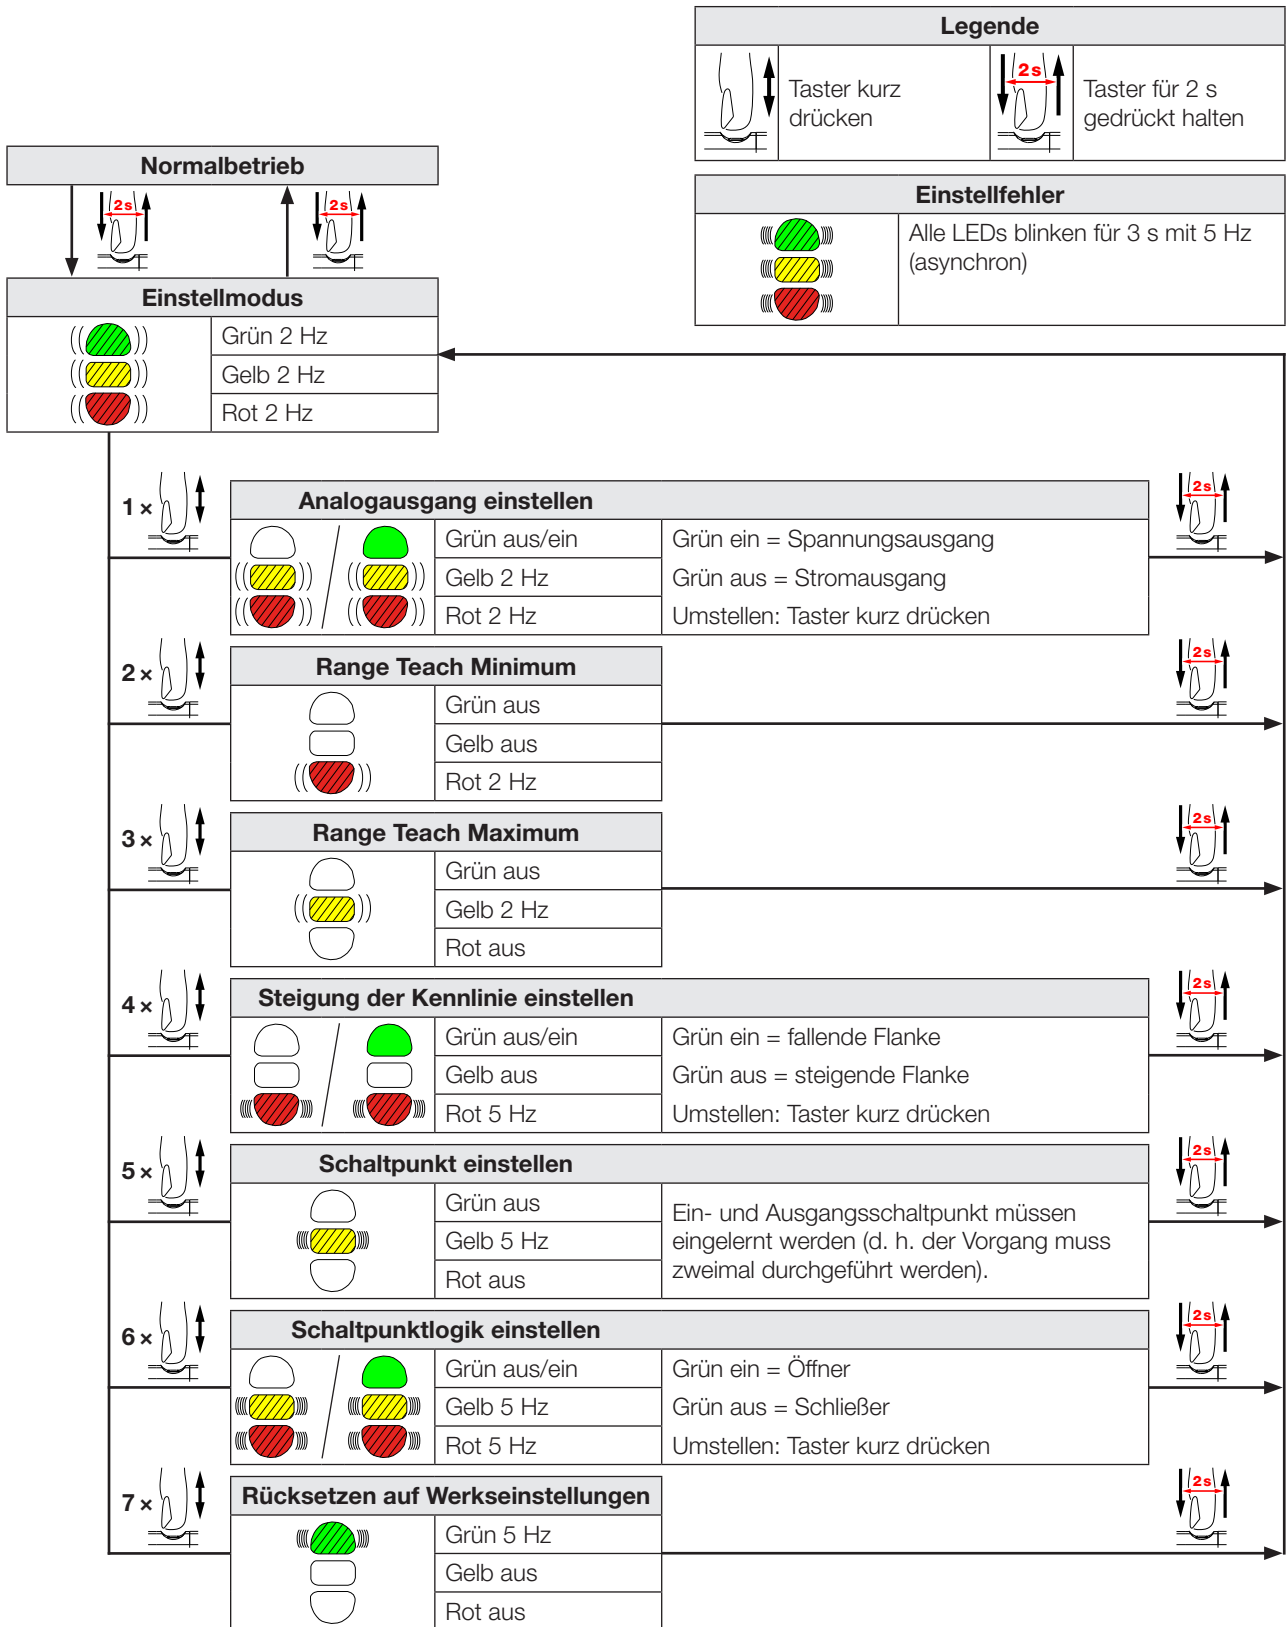 Legende
Taster kurz
drücken
2s
Taster für 2 s
gedrückt halten
Normalbetrieb
2s
2s
Einstellfehler
Alle LEDs blinken für 3 s mit 5 Hz
(asynchron)
Einstellmodus
Grün 2 Hz
Gelb 2 Hz
Rot 2 Hz
1 ×
Analogausgang einstellen
2s
Grün aus/ein
Grün ein = Spannungsausgang
Gelb 2 Hz
Grün aus = Stromausgang
Rot 2 Hz
Umstellen: Taster kurz drücken
2 ×
Range Teach Minimum
2s
Grün aus
Gelb aus
Rot 2 Hz
3 ×
Range Teach Maximum
2s
Grün aus
Gelb 2 Hz
Rot aus
4 ×
Steigung der Kennlinie einstellen
2s
Grün aus/ein
Grün ein = fallende Flanke
Gelb aus
Grün aus = steigende Flanke
Rot 5 Hz
Umstellen: Taster kurz drücken
5 ×
Schaltpunkt einstellen
2s
Grün aus
Gelb 5 Hz
Rot aus
Ein- und Ausgangsschaltpunkt müssen
eingelernt werden (d. h. der Vorgang muss
zweimal durchgeführt werden).
6 ×
Schaltpunktlogik einstellen
2s
Grün aus/ein
Grün ein = Öffner
Gelb 5 Hz
Grün aus = Schließer
Rot 5 Hz
Umstellen: Taster kurz drücken
7 ×
Rücksetzen auf Werkseinstellungen
2s
Grün 5 Hz
Gelb aus
Rot aus